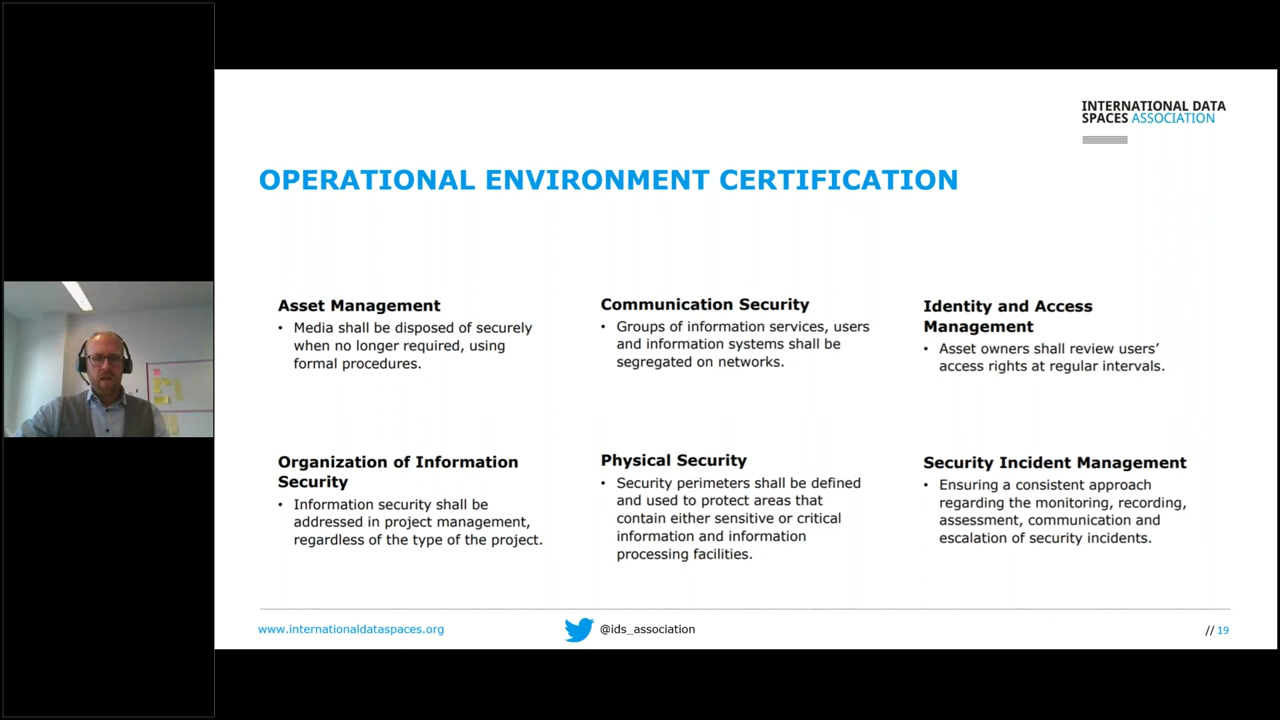 INTERNATIONAL DATA
SPACES ASSOCIATION
OPERATIONAL ENVIRONMENT CERTIFICATION
Asset Management
• Media shall be disposed of securely
when no longer required, using
formal procedures.
Communication Security
• Groups of information services, users
and information systems shall be
segregated on networks.
Identity and Access
Management
• Asset owners shall review users’
access rights at regular intervals.
Organization of Information
Security
• Information security shall be
addressed in project management,
regardless of the type of the project.
Physical Security
• Security perimeters shall be defined
and used to protect areas that
contain either sensitive or critical
information and information
processing facilities.
Security Incident Management
• Ensuring a consistent approach
regarding the monitoring, recording,
assessment, communication and
escalation of security incidents.
www.internationaldataspaces.org
@ids_association
// 19